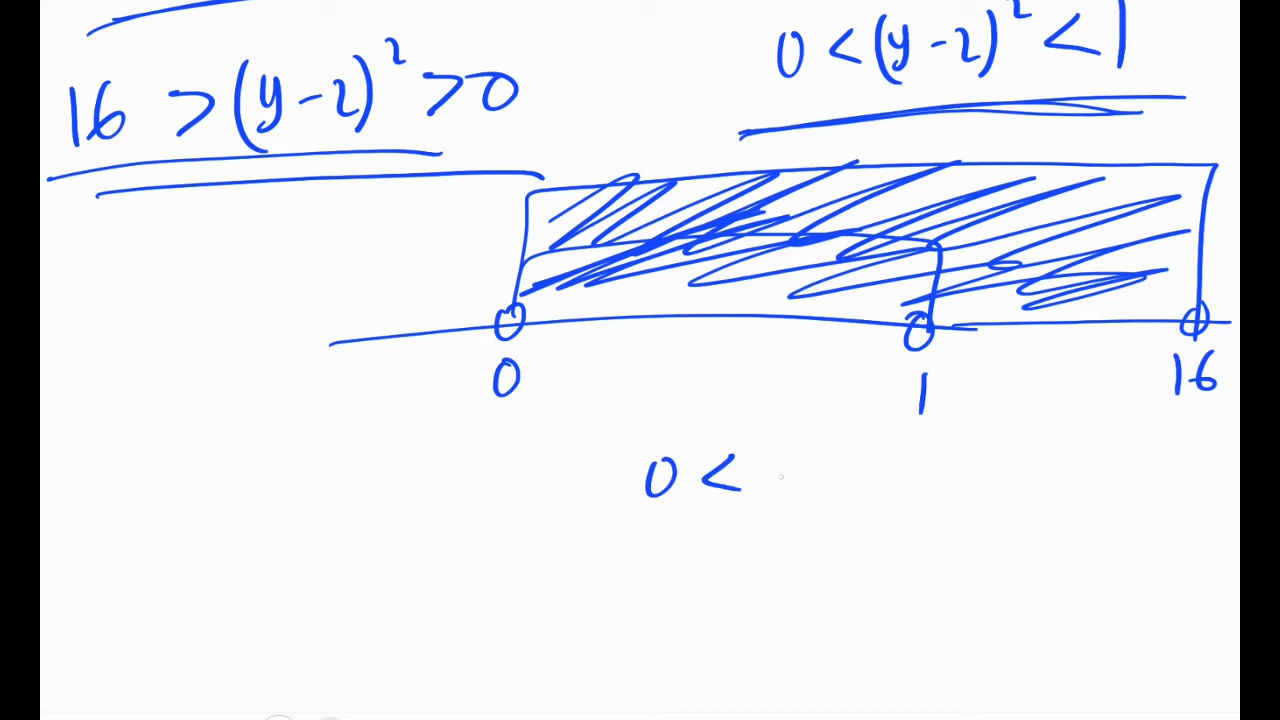 16 > (y-2)² > 0
0 < (y-2)² < 1
0 1 16
0 <